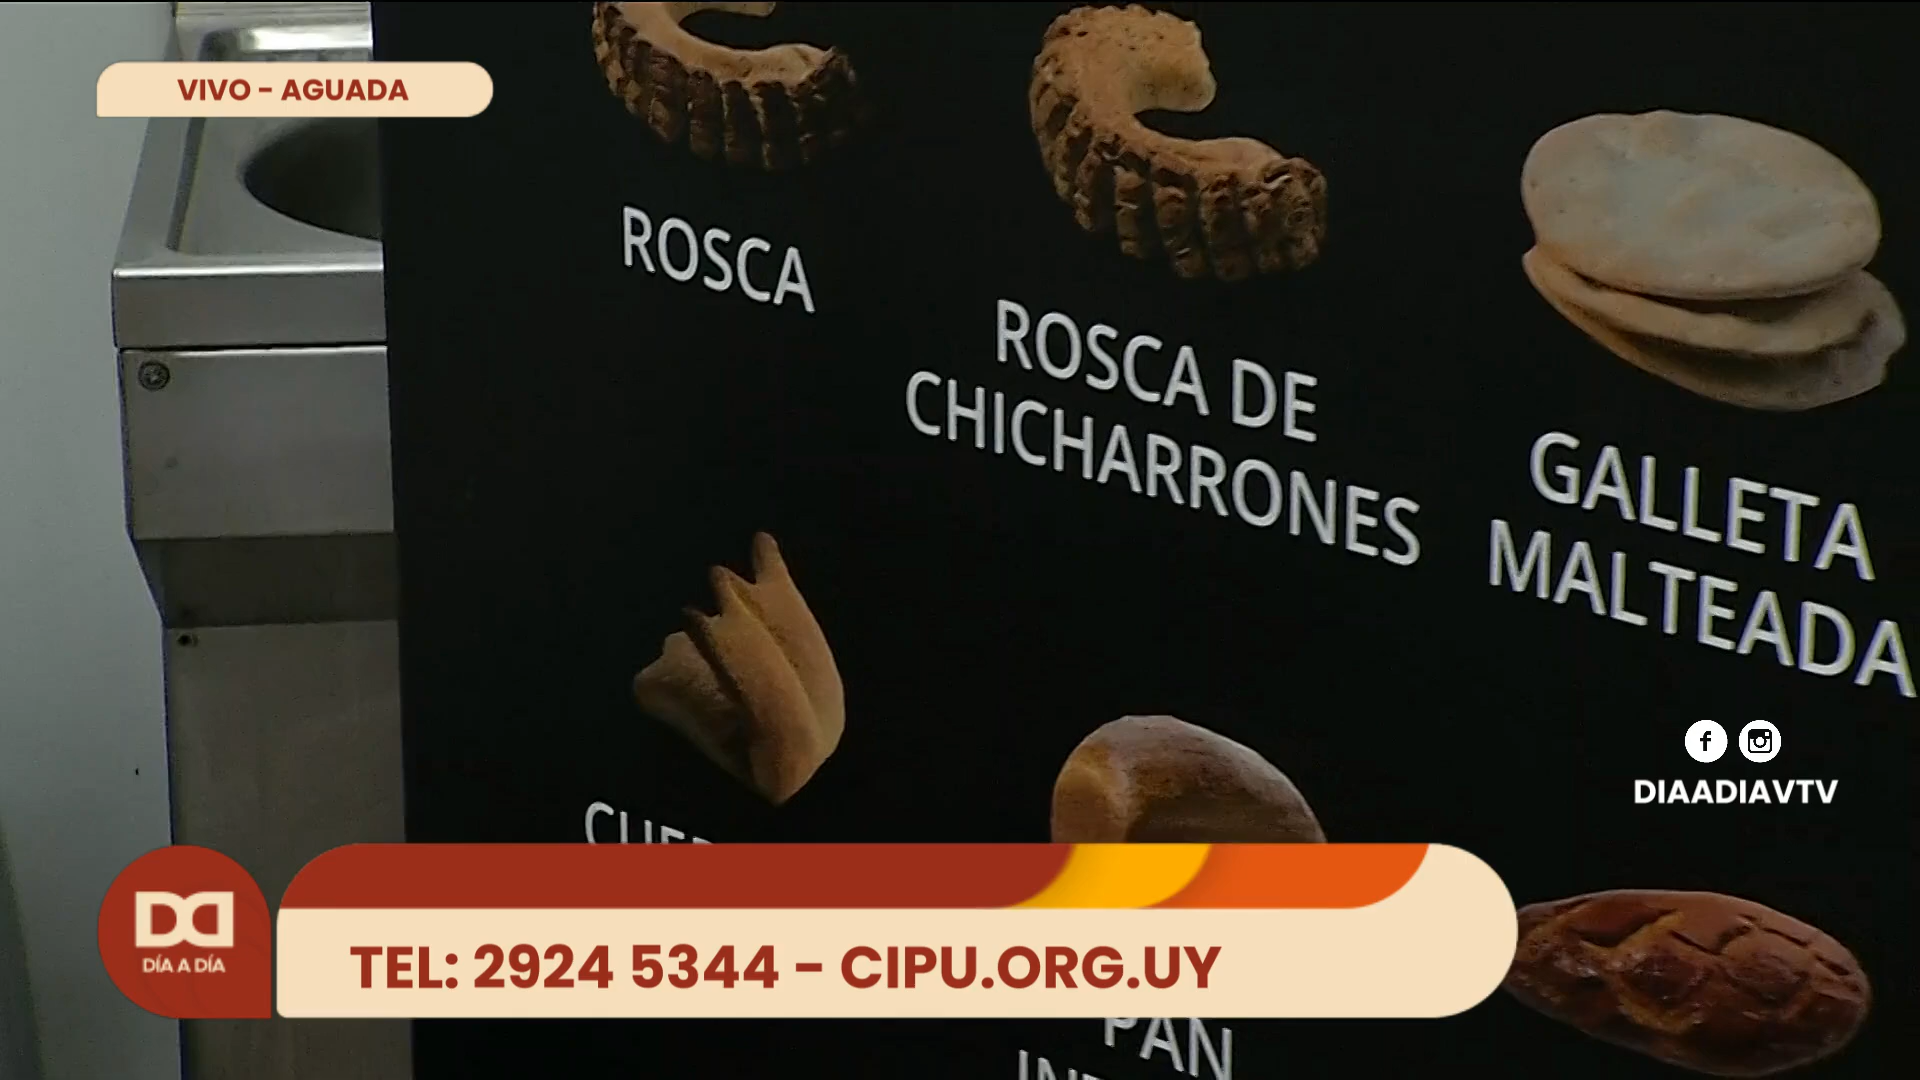 VIVO - AGUADA
ROSCA
ROSCA DE
CHICHARRONES
GALLETA
MALTEADA
DIAADIAVTV
DÍA A DÍA
TEL: 2924 5344 - CIPU.ORG.UY
PAN